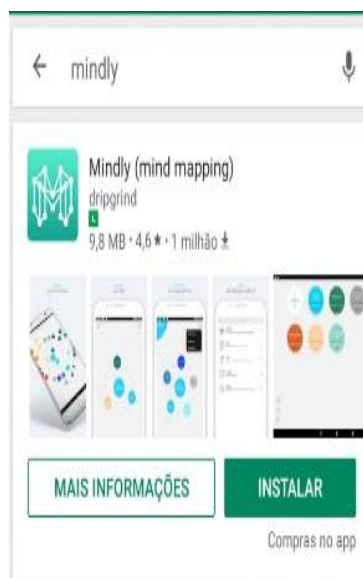 mindly
Mindly (mind mapping)
dripgrind
L
9,8 MB • 4,6 ★ • 1 milhão
MAIS INFORMAÇÕES
INSTALAR
Compras no app